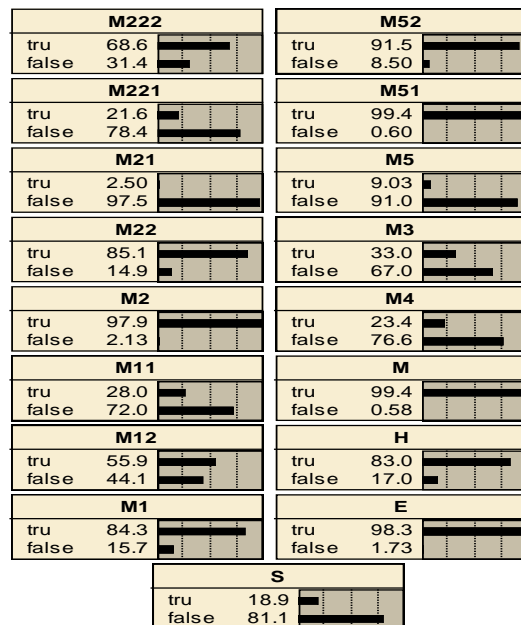 M222
tru 68.6
false 31.4
M221
tru 21.6
false 78.4
M21
tru 2.50
false 97.5
M22
tru 85.1
false 14.9
M2
tru 97.9
false 2.13
M11
tru 28.0
false 72.0
M12
tru 55.9
false 44.1
M1
tru 84.3
false 15.7
M52
tru 91.5
false 8.50
M51
tru 99.4
false 0.60
M5
tru 9.03
false 91.0
M3
tru 33.0
false 67.0
M4
tru 23.4
false 76.6
M
tru 99.4
false 0.58
H
tru 83.0
false 17.0
E
tru 98.3
false 1.73
S
tru 18.9
false 81.1